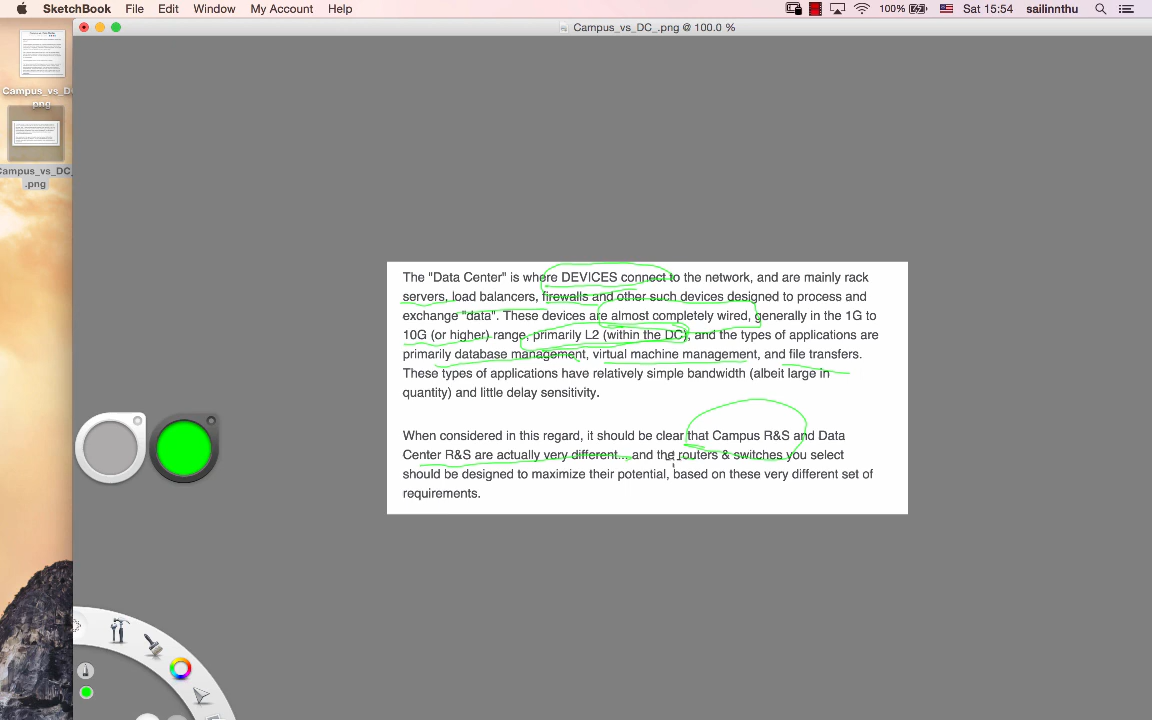 SketchBook File Edit Window My Account Help 100% Sat 15:54 sailinnthu
Campus_vs_DC_.png @ 100.0 %
Campus_vs_D
png
Campus_vs_DC_
.png
The "Data Center" is where DEVICES connect to the network, and are mainly rack
servers, load balancers, firewalls and other such devices designed to process and
exchange "data". These devices are almost completely wired, generally in the 1G to
10G (or higher) range, primarily L2 (within the DC), and the types of applications are
primarily database management, virtual machine management, and file transfers.
These types of applications have relatively simple bandwidth (albeit large in
quantity) and little delay sensitivity.
When considered in this regard, it should be clear that Campus R&S and Data
Center R&S are actually very different... and the routers & switches you select
should be designed to maximize their potential, based on these very different set of
requirements.